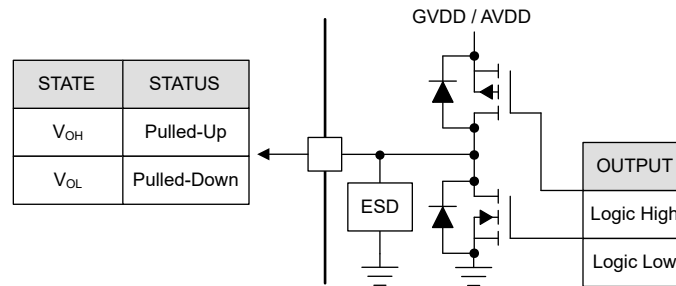 GVDD / AVDD
STATE STATUS
VOH Pulled-Up
VOL Pulled-Down
ESD
OUTPUT
Logic High
Logic Low